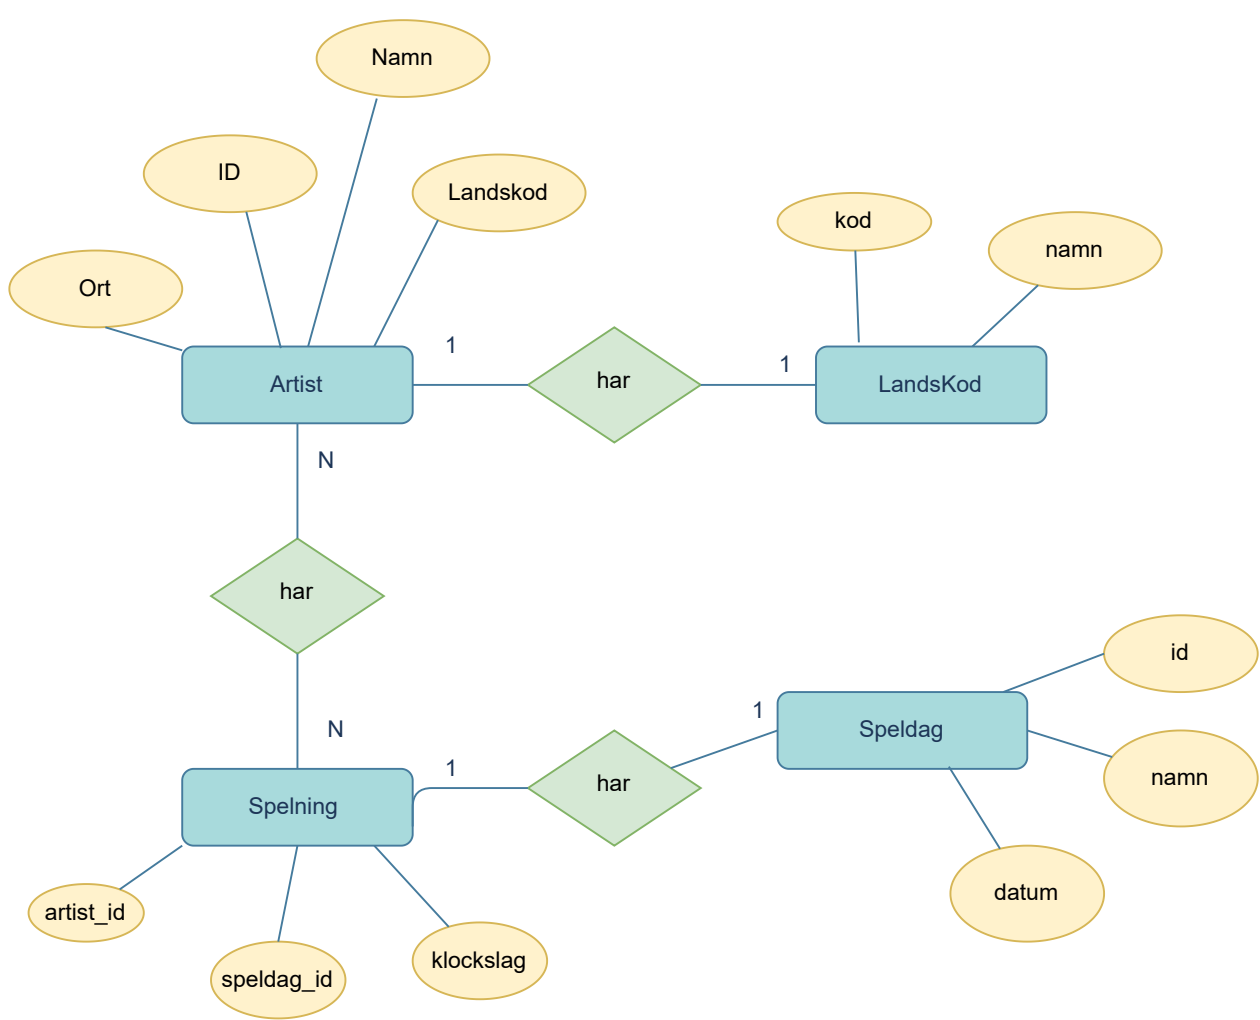 Namn
ID
Landskod
kod
namn
Ort
1
1
Artist
har
LandsKod
N
har
id
N
1
Speldag
1
har
namn
Spelning
artist_id
datum
klockslag
speldag_id